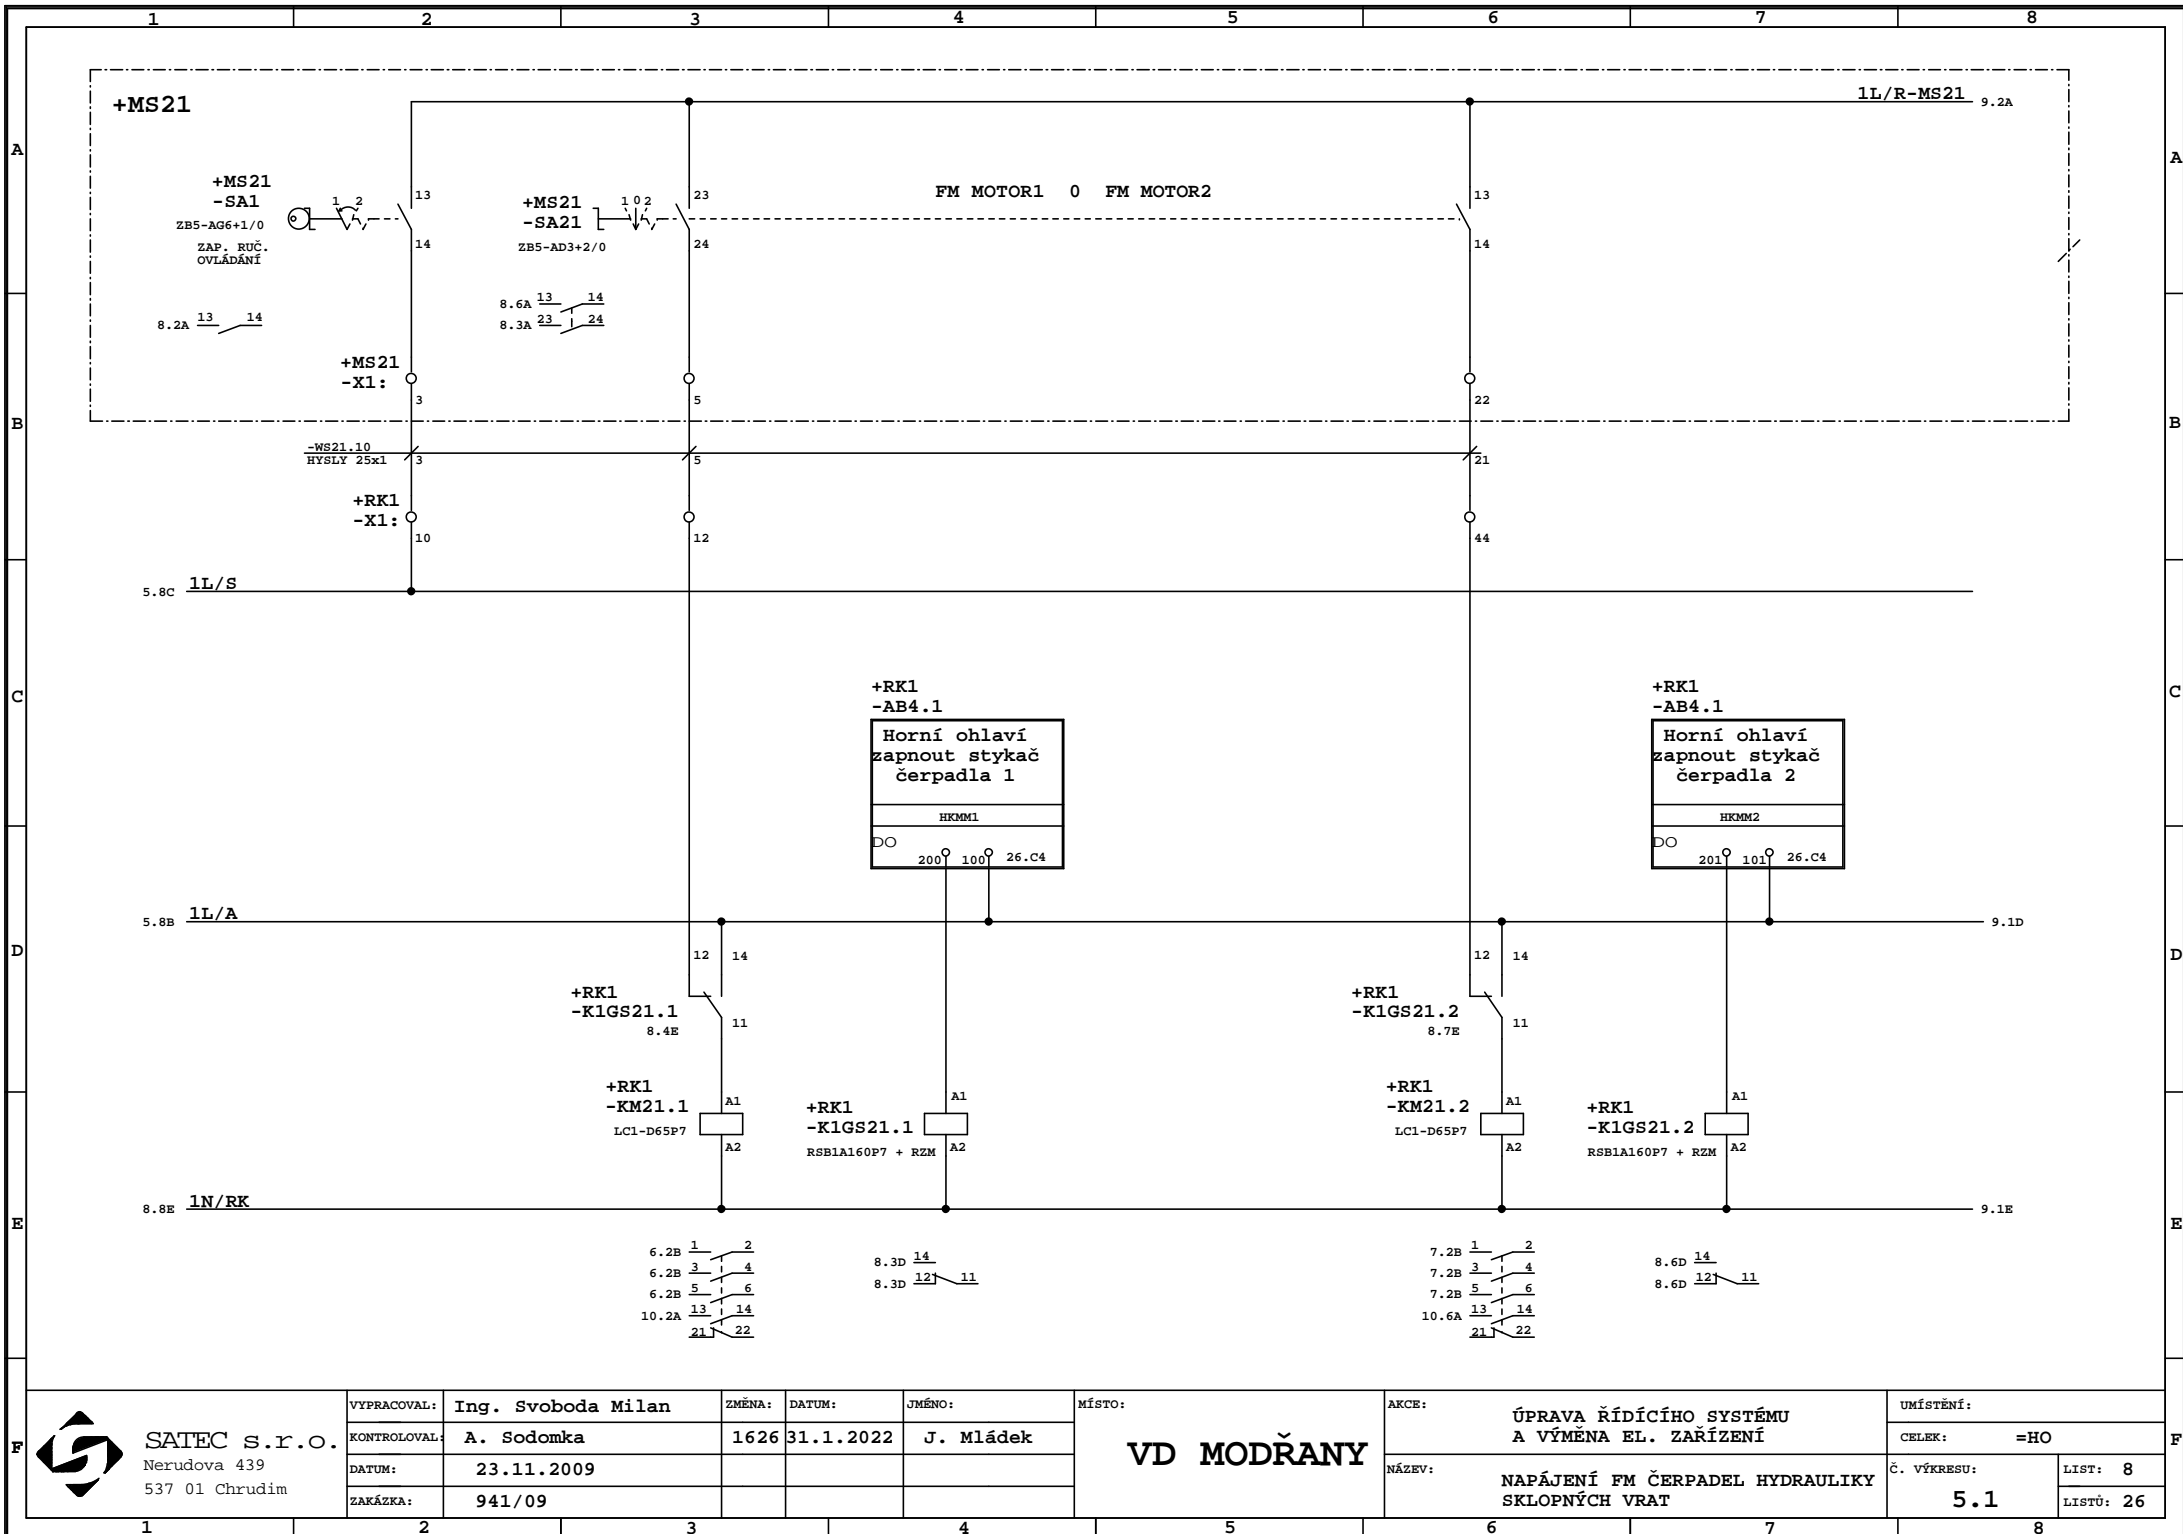 1 2 3 4 5 6 7 8
A
B
C
D
E
F
A
B
C
D
E
F
+MS21
1L/R-MS21 9.2A
+MS21
-SA1
ZB5-AG6+1/0
ZAP. RUČ.
OVLÁDÁNÍ
1 2
13
14
+MS21
-SA21
ZB5-AD3+2/0
1 0 2
23
24
FM MOTOR1 0 FM MOTOR2
13
14
8.2A 13 14
8.6A 13 14
8.3A 23 24
+MS21
-X1:
3
5
22
-WS21.10
HYSLY 25x1
3
5
21
+RK1
-X1:
10
12
44
5.8C 1L/S
+RK1
-AB4.1
Horní ohlaví
zapnout stykač
čerpadla 1
HKMM1
DO
200 100 26.C4
+RK1
-AB4.1
Horní ohlaví
zapnout stykač
čerpadla 2
HKMM2
DO
201 101 26.C4
5.8B 1L/A 9.1D
12 14
+RK1
-K1GS21.1
8.4E
11
12 14
+RK1
-K1GS21.2
8.7E
11
+RK1
-KM21.1
LC1-D65P7
A1
A2
+RK1
-K1GS21.1
RSB1A160P7 + RZM
A1
A2
+RK1
-KM21.2
LC1-D65P7
A1
A2
+RK1
-K1GS21.2
RSB1A160P7 + RZM
A1
A2
8.8E 1N/RK 9.1E
6.2B 1 2
6.2B 3 4
6.2B 5 6
10.2A 13 14
21 22
8.3D 14
8.3D 12 11
7.2B 1 2
7.2B 3 4
7.2B 5 6
10.6A 13 14
21 22
8.6D 14
8.6D 12 11
SATEC s.r.o.
Nerudova 439
537 01 Chrudim
VYPRACOVAL: Ing. Svoboda Milan
KONTROLOVAL: A. Sodomka
DATUM: 23.11.2009
ZAKÁZKA: 941/09
ZMĚNA: DATUM: JMÉNO:
1626 31.1.2022 J. Mládek
MÍSTO:
VD MODŘANY
AKCE:
ÚPRAVA ŘÍDÍCÍHO SYSTÉMU
A VÝMĚNA EL. ZAŘÍZENÍ
NÁZEV:
NAPÁJENÍ FM ČERPADEL HYDRAULIKY
SKLOPNÝCH VRAT
UMÍSTĚNÍ:
CELEK: =HO
Č. VÝKRESU:
5.1
LIST: 8
LISTŮ: 26
1 2 3 4 5 6 7 8